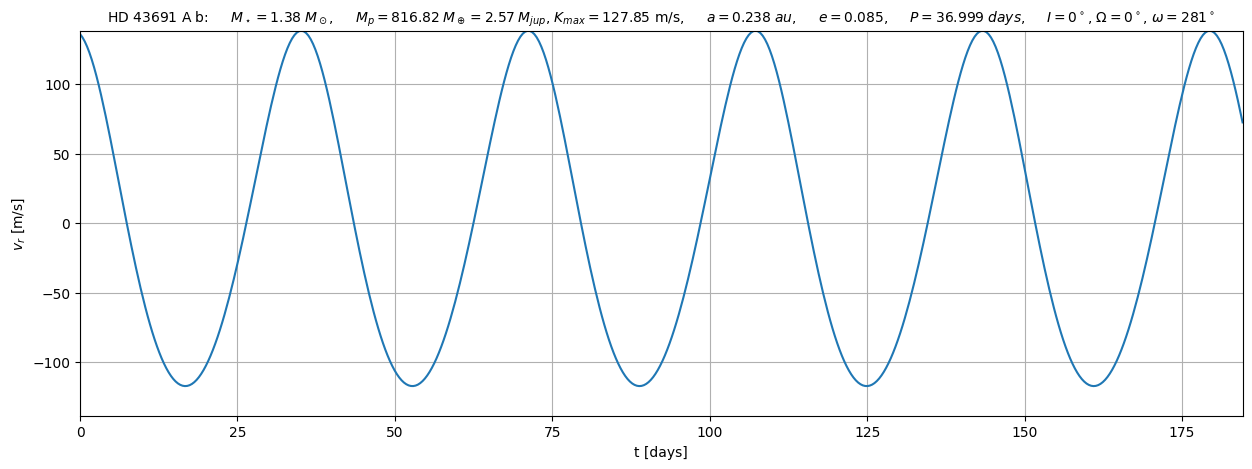 HD 43691 A b: M⋆ = 1.38 M⊙, Mp = 816.82 M⊕ = 2.57 Mjup, Kmax = 127.85 m/s, a = 0.238 au, e = 0.085, P = 36.999 days, I = 0°, Ω = 0°, ω = 281°
100
50
0
−50
−100
vr [m/s]
0 25 50 75 100 125 150 175
t [days]